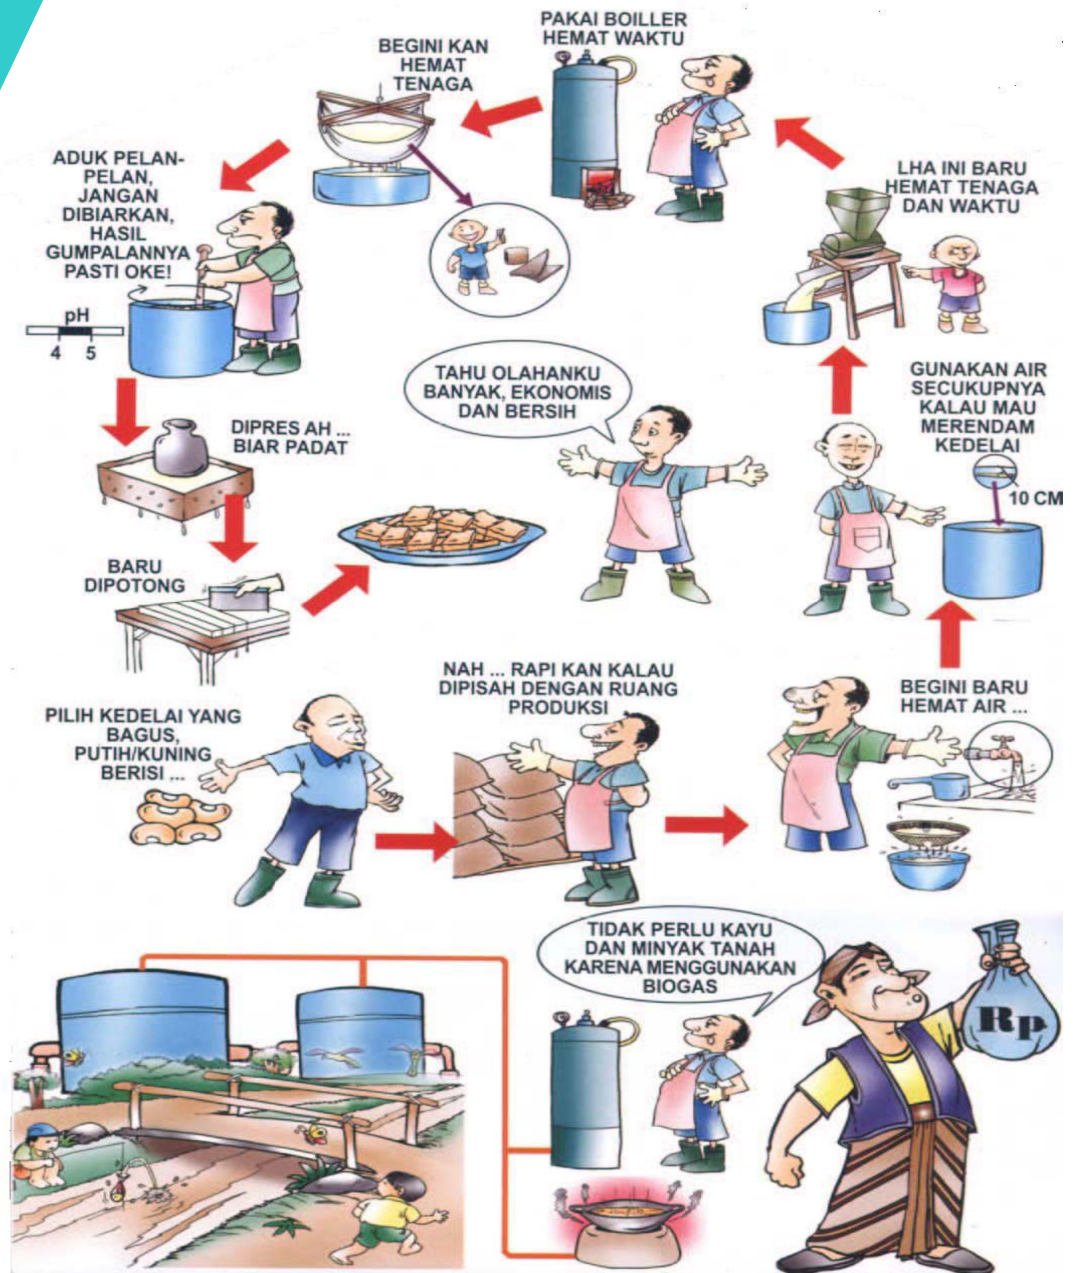 PAKAI BOILLER
HEMAT WAKTU
BEGINI KAN
HEMAT
TENAGA
ADUK PELAN-
PELAN,
JANGAN
DIBIARKAN,
HASIL
GUMPALANNYA
PASTI OKE!
pH
4 5
LHA INI BARU
HEMAT TENAGA
DAN WAKTU
TAHU OLAHANKU
BANYAK, EKONOMIS
DAN BERSIH
GUNAKAN AIR
SECUKUPNYA
KALAU MAU
MERENDAM
KEDELAI
10 CM
DIPRES AH ...
BIAR PADAT
BARU
DIPOTONG
PILIH KEDELAI YANG
BAGUS,
PUTIH/KUNING
BERISI ...
NAH ... RAPI KAN KALAU
DIPISAH DENGAN RUANG
PRODUKSI
BEGINI BARU
HEMAT AIR ...
TIDAK PERLU KAYU
DAN MINYAK TANAH
KARENA MENGGUNAKAN
BIOGAS
Rp